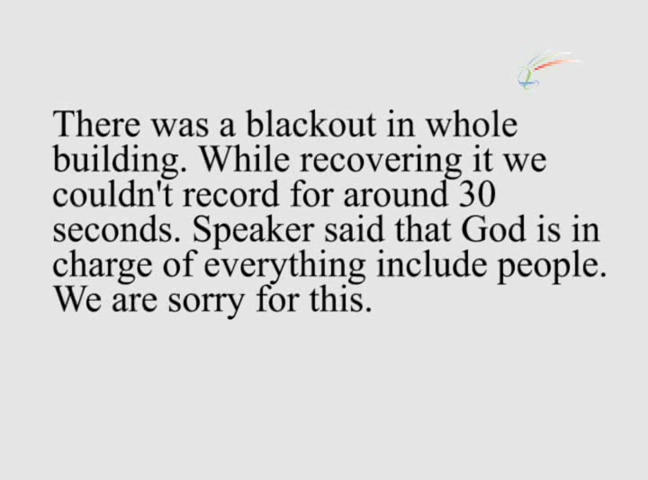 There was a blackout in whole
building. While recovering it we
couldn't record for around 30
seconds. Speaker said that God is in
charge of everything include people.
We are sorry for this.